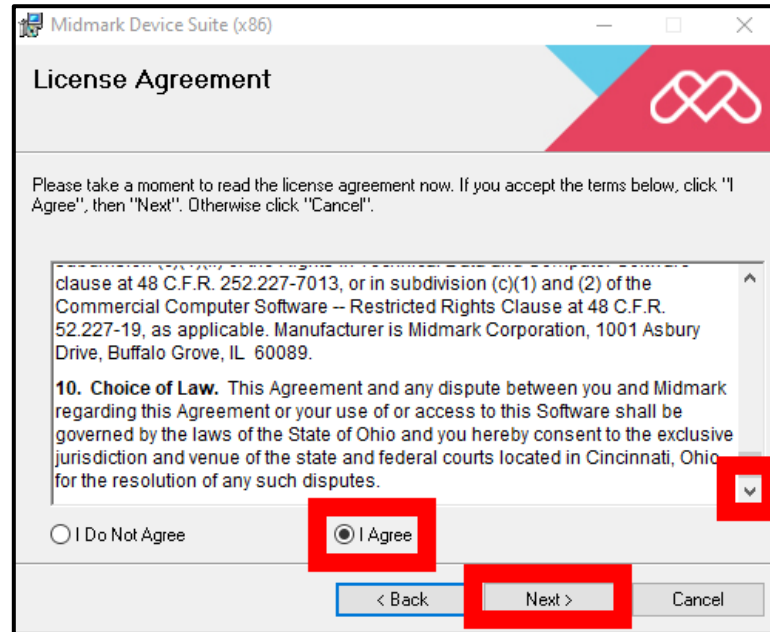 Midmark Device Suite (x86)
License Agreement
Please take a moment to read the license agreement now. If you accept the terms below, click "I
Agree", then "Next". Otherwise click "Cancel".
clause at 48 C.F.R. 252.227-7013, or in subdivision (c)(1) and (2) of the
Commercial Computer Software -- Restricted Rights Clause at 48 C.F.R.
52.227-19, as applicable. Manufacturer is Midmark Corporation, 1001 Asbury
Drive, Buffalo Grove, IL 60089.
10. Choice of Law. This Agreement and any dispute between you and Midmark
regarding this Agreement or your use of or access to this Software shall be
governed by the laws of the State of Ohio and you hereby consent to the exclusive
jurisdiction and venue of the state and federal courts located in Cincinnati, Ohio
for the resolution of any such disputes.
I Do Not Agree
I Agree
< Back
Next >
Cancel